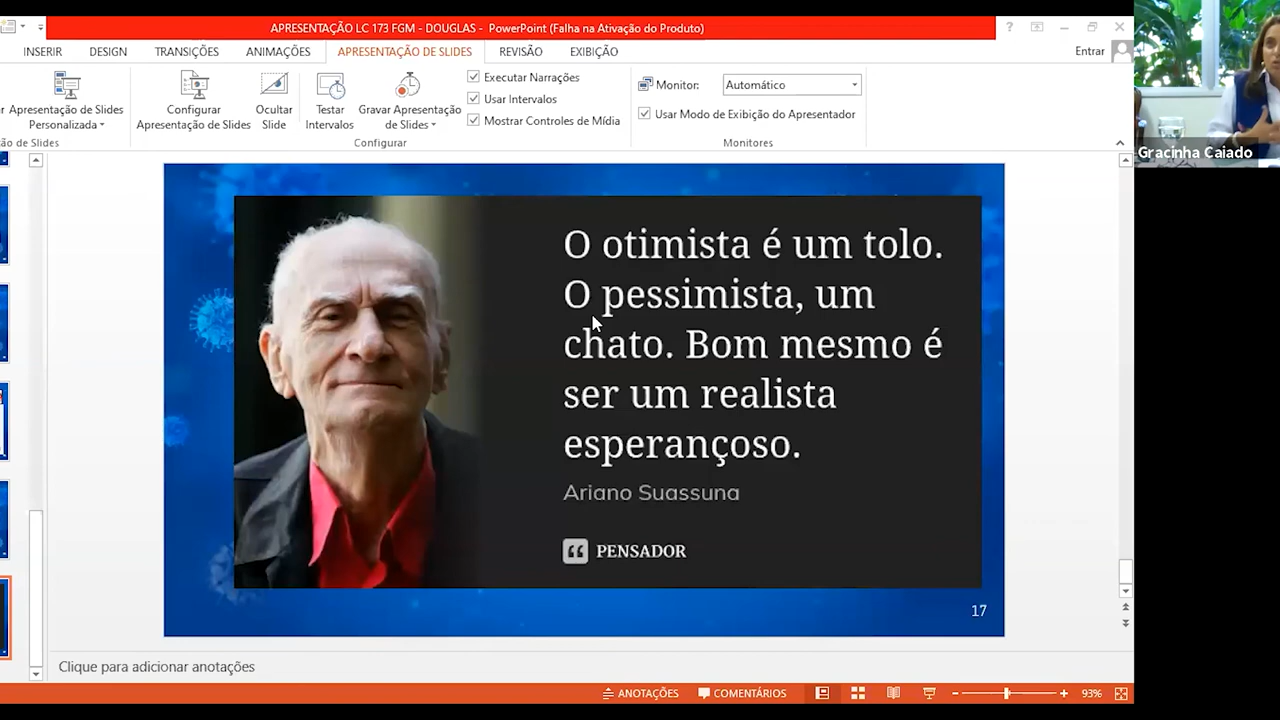 APRESENTAÇÃO LC 173 FGM - DOUGLAS - PowerPoint (Falha na Ativação do Produto)
INSERIR DESIGN TRANSIÇÕES ANIMAÇÕES APRESENTAÇÃO DE SLIDES REVISÃO EXIBIÇÃO Entrar
Apresentação de Slides
Personalizada
Configurar
Apresentação de Slides
Ocultar
Slide
Testar
Intervalos
Gravar Apresentação
de Slides
Executar Narrações
Usar Intervalos
Mostrar Controles de Mídia
Monitor: Automático
Usar Modo de Exibição do Apresentador
de Slides
Configurar
Monitores
Gracinha Caiado
O otimista é um tolo.
O pessimista, um
chato. Bom mesmo é
ser um realista
esperançoso.
Ariano Suassuna
PENSADOR
17
Clique para adicionar anotações
ANOTAÇÕES COMENTÁRIOS 93%